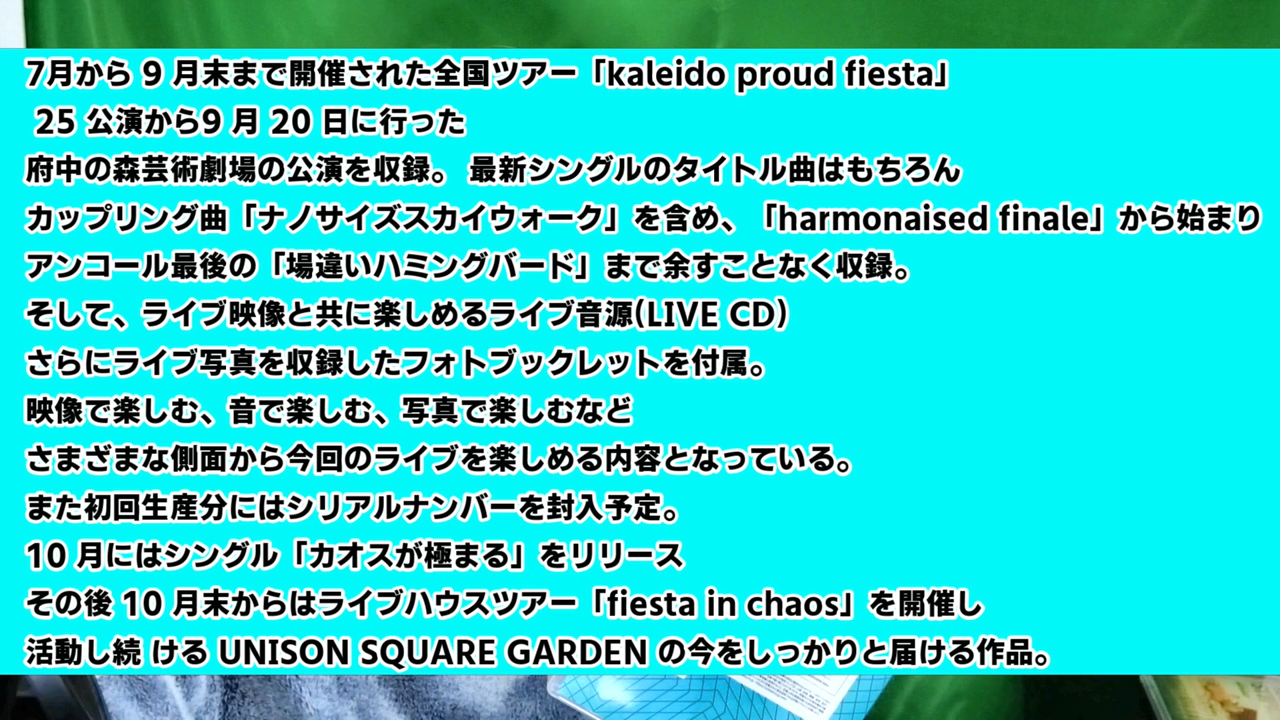 7月から 9 月末まで開催された全国ツアー「kaleido proud fiesta」
25 公演から9 月 20 日に行った
府中の森芸術劇場の公演を収録。 最新シングルのタイトル曲はもちろん
カップリング曲「ナノサイズスカイウォーク」を含め、「harmonaised finale」から始まり
アンコール最後の「場違いハミングバード」まで余すことなく収録。
そして、ライブ映像と共に楽しめるライブ音源(LIVE CD)
さらにライブ写真を収録したフォトブックレットを付属。
映像で楽しむ、音で楽しむ、写真で楽しむなど
さまざまな側面から今回のライブを楽しめる内容となっている。
また初回生産分にはシリアルナンバーを封入予定。
10 月にはシングル「カオスが極まる」をリリース
その後 10 月末からはライブハウスツアー「fiesta in chaos」を開催し
活動し続 ける UNISON SQUARE GARDEN の今をしっかりと届ける作品。